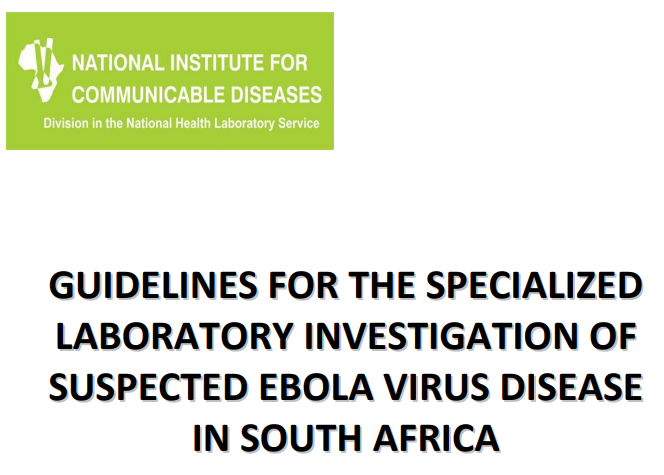 NATIONAL INSTITUTE FOR
COMMUNICABLE DISEASES
Division in the National Health Laboratory Service
GUIDELINES FOR THE SPECIALIZED
LABORATORY INVESTIGATION OF
SUSPECTED EBOLA VIRUS DISEASE
IN SOUTH AFRICA